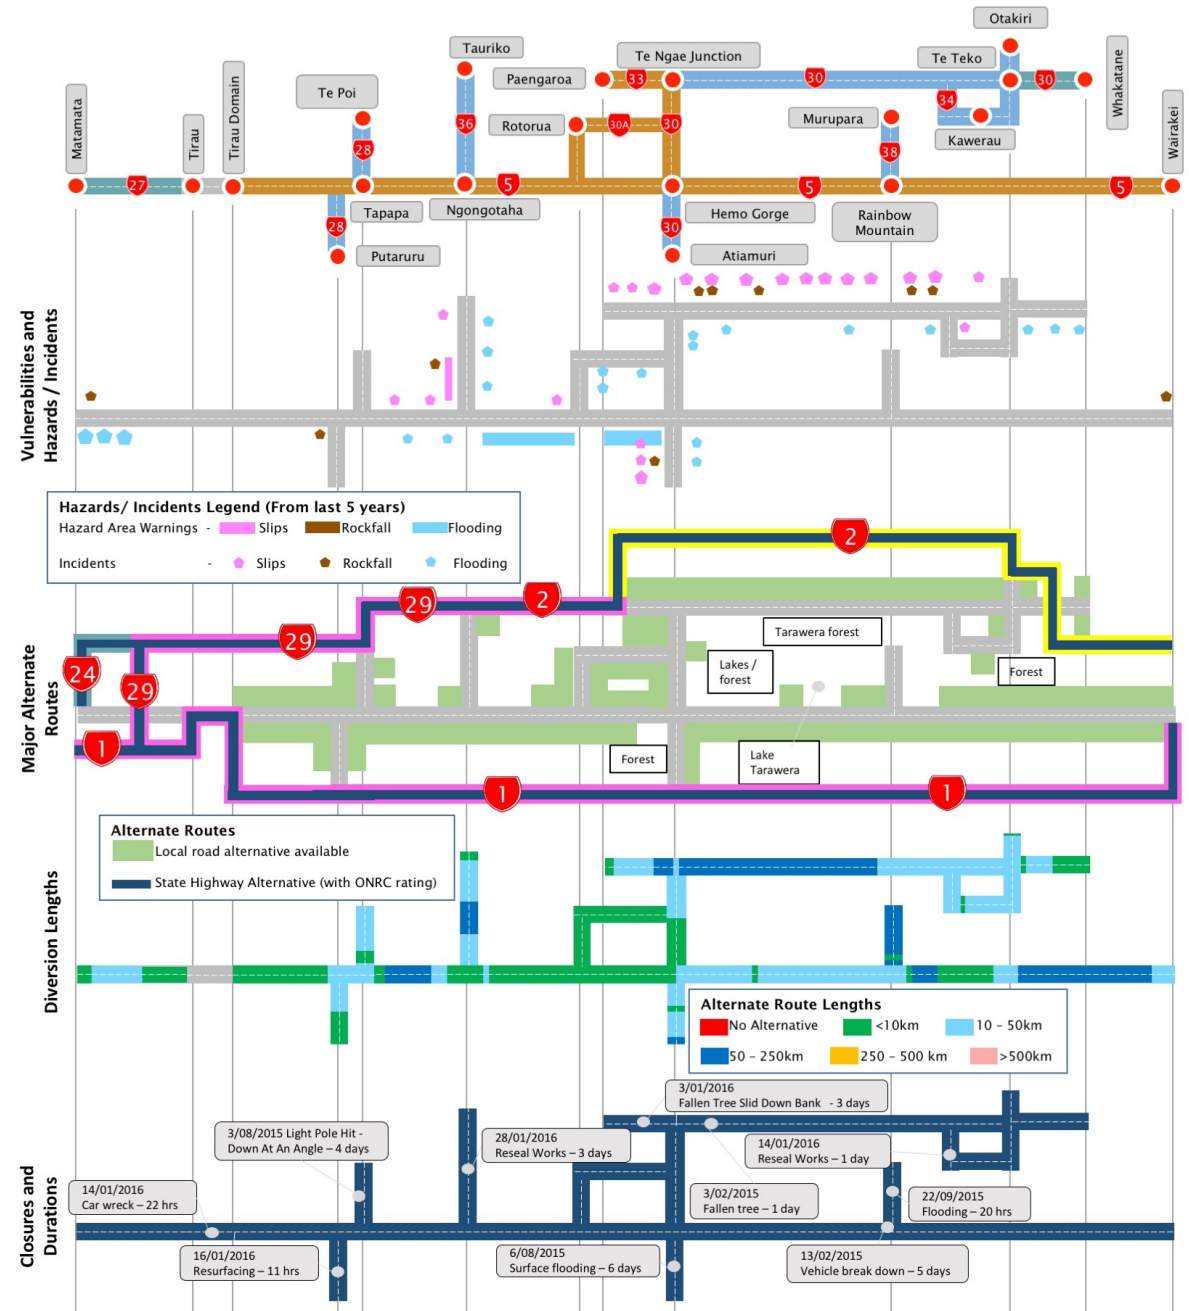 Otakiri
Tauriko
Te Ngae Junction
Te Teko
Paengaroa
33
30
30
Whakatane
Te Poi
34
Matamata
Tirau
Tirau Domain
36
Rotorua
30A
30
Murupara
Kawerau
Wairakei
28
38
27
5
5
5
Tapapa
Ngongotaha
Hemo Gorge
Rainbow
Mountain
28
30
Putaruru
Atiamuri
Vulnerabilities and
Hazards / Incidents
Hazards/ Incidents Legend (From last 5 years)
Hazard Area Warnings - Slips Rockfall Flooding
Incidents - Slips Rockfall Flooding
Major Alternate
Routes
2
29
2
29
24
29
1
1
1
Tarawera forest
Lakes /
forest
Forest
Forest
Lake
Tarawera
Alternate Routes
Local road alternative available
State Highway Alternative (with ONRC rating)
Diversion Lengths
Alternate Route Lengths
No Alternative <10km 10 – 50km
50 – 250km 250 – 500 km >500km
Closures and
Durations
3/01/2016
Fallen Tree Slid Down Bank - 3 days
3/08/2015 Light Pole Hit -
Down At An Angle – 4 days
28/01/2016
Reseal Works – 3 days
14/01/2016
Reseal Works – 1 day
14/01/2016
Car wreck – 22 hrs
3/02/2015
Fallen tree – 1 day
22/09/2015
Flooding – 20 hrs
16/01/2016
Resurfacing – 11 hrs
6/08/2015
Surface flooding – 6 days
13/02/2015
Vehicle break down – 5 days